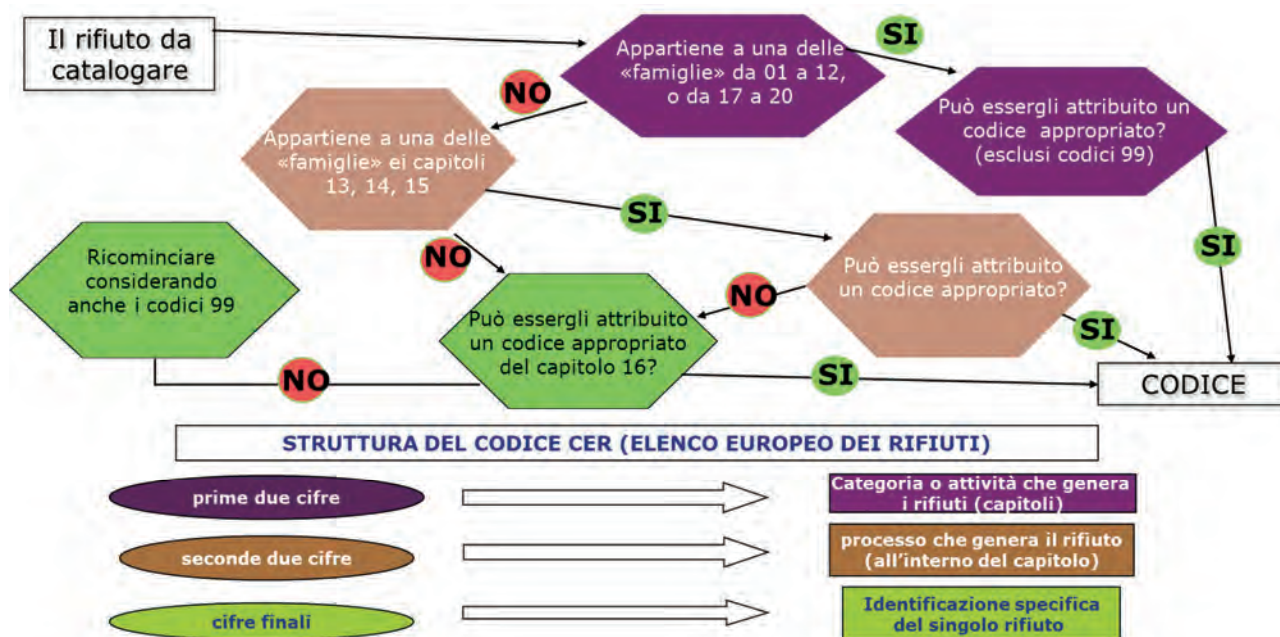 Il rifiuto da
catalogare
Appartiene a una delle
«famiglie» da 01 a 12,
o da 17 a 20
SI
Può essergli attribuito un
codice appropriato?
(esclusi codici 99)
NO
Appartiene a una delle
«famiglie» ei capitoli
13, 14, 15
SI
SI
NO
Ricominciare
considerando
anche i codici 99
Può essergli attribuito
un codice appropriato?
NO
Può essergli attribuito
un codice appropriato
del capitolo 16?
SI
NO
SI
CODICE
STRUTTURA DEL CODICE CER (ELENCO EUROPEO DEI RIFIUTI)
prime due cifre
Categoria o attività che genera
i rifiuti (capitoli)
seconde due cifre
processo che genera il rifiuto
(all'interno del capitolo)
cifre finali
Identificazione specifica
del singolo rifiuto